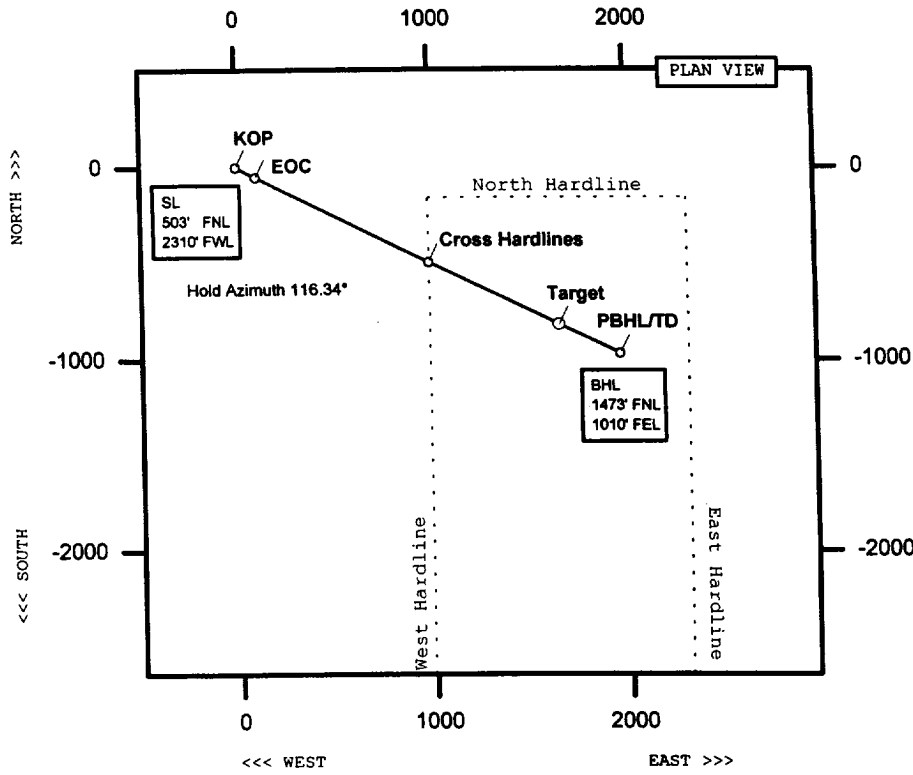 0 1000 2000
PLAN VIEW
KOP
EOC
0 0
NORTH >>>
North Hardline
SL
503' FNL
2310' FWL
Cross Hardlines
Hold Azimuth 116.34°
Target
PBHL/TD
-1000 -1000
BHL
1473' FNL
1010' FEL
-2000 -2000
<<< SOUTH
West Hardline
East Hardline
0 1000 2000
<<< WEST EAST >>>